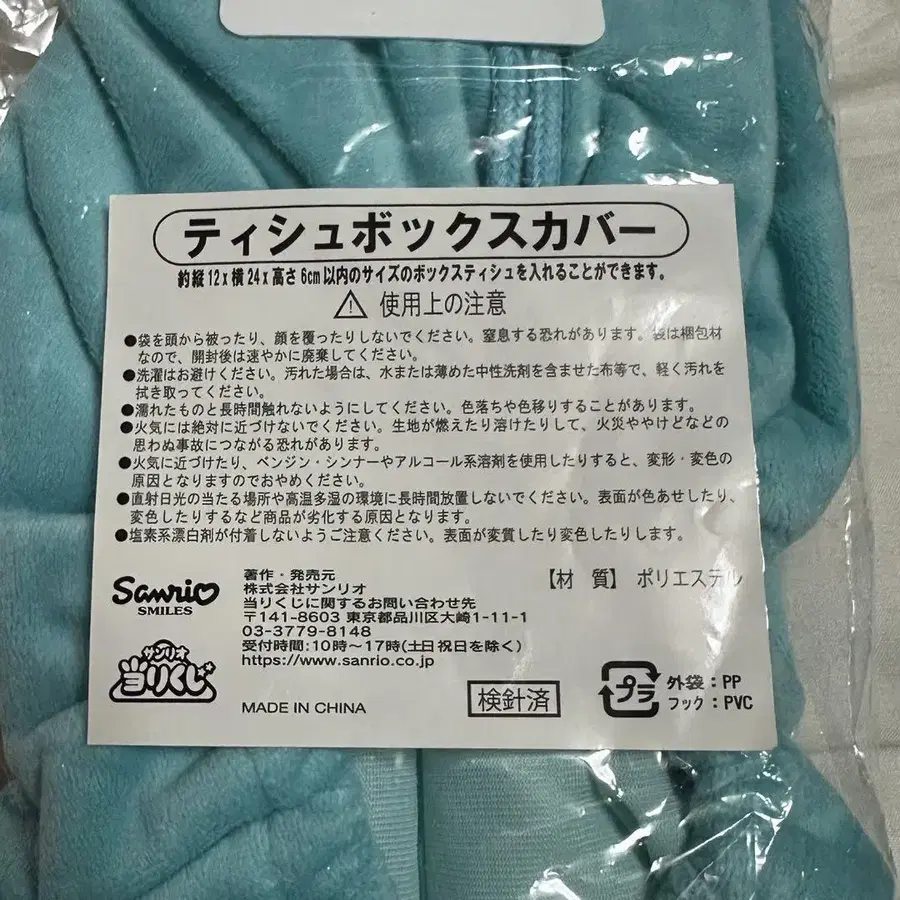 ティシュボックスカバー
約縦12x横24x高さ6cm以内のサイズのボックスティシュを入れることができます。
使用上の注意
●袋を頭から被ったり、顔を覆ったりしないでください。窒息する恐れがあります。袋は梱包材
なので、開封後は速やかに廃棄してください。
●洗濯はお避けください。汚れた場合は、水または薄めた中性洗剤を含ませた布等で、軽く汚れを
拭き取ってください。
●濡れたものと長時間触れないようにしてください。色落ちや色移りすることがあります。
●火気には絶対に近づけないでください。生地が燃えたり溶けたりして、火災ややけどなどの
思わぬ事故につながる恐れがあります。
●火気に近づけたり、ベンジン・シンナーやアルコール系溶剤を使用したりすると、変形・変色の
原因となりますのでおやめください。
●直射日光の当たる場所や高温多湿の環境に長時間放置しないでください。表面が色あせしたり、
変色したりするなど商品が劣化する原因となります。
●塩素系漂白剤が付着しないようご注意ください。表面が変質したり変色したりします。
【材 質】 ポリエステル
Sanrio
SMILES
サンリオ
当りくじ
著作・発売元
株式会社サンリオ
当りくじに関するお問い合わせ先
〒141-8603 東京都品川区大崎1-11-1
03-3779-8148
受付時間:10時〜17時(土日祝日を除く)
https://www.sanrio.co.jp
MADE IN CHINA
検針済
プラ
外袋:PP
フック:PVC